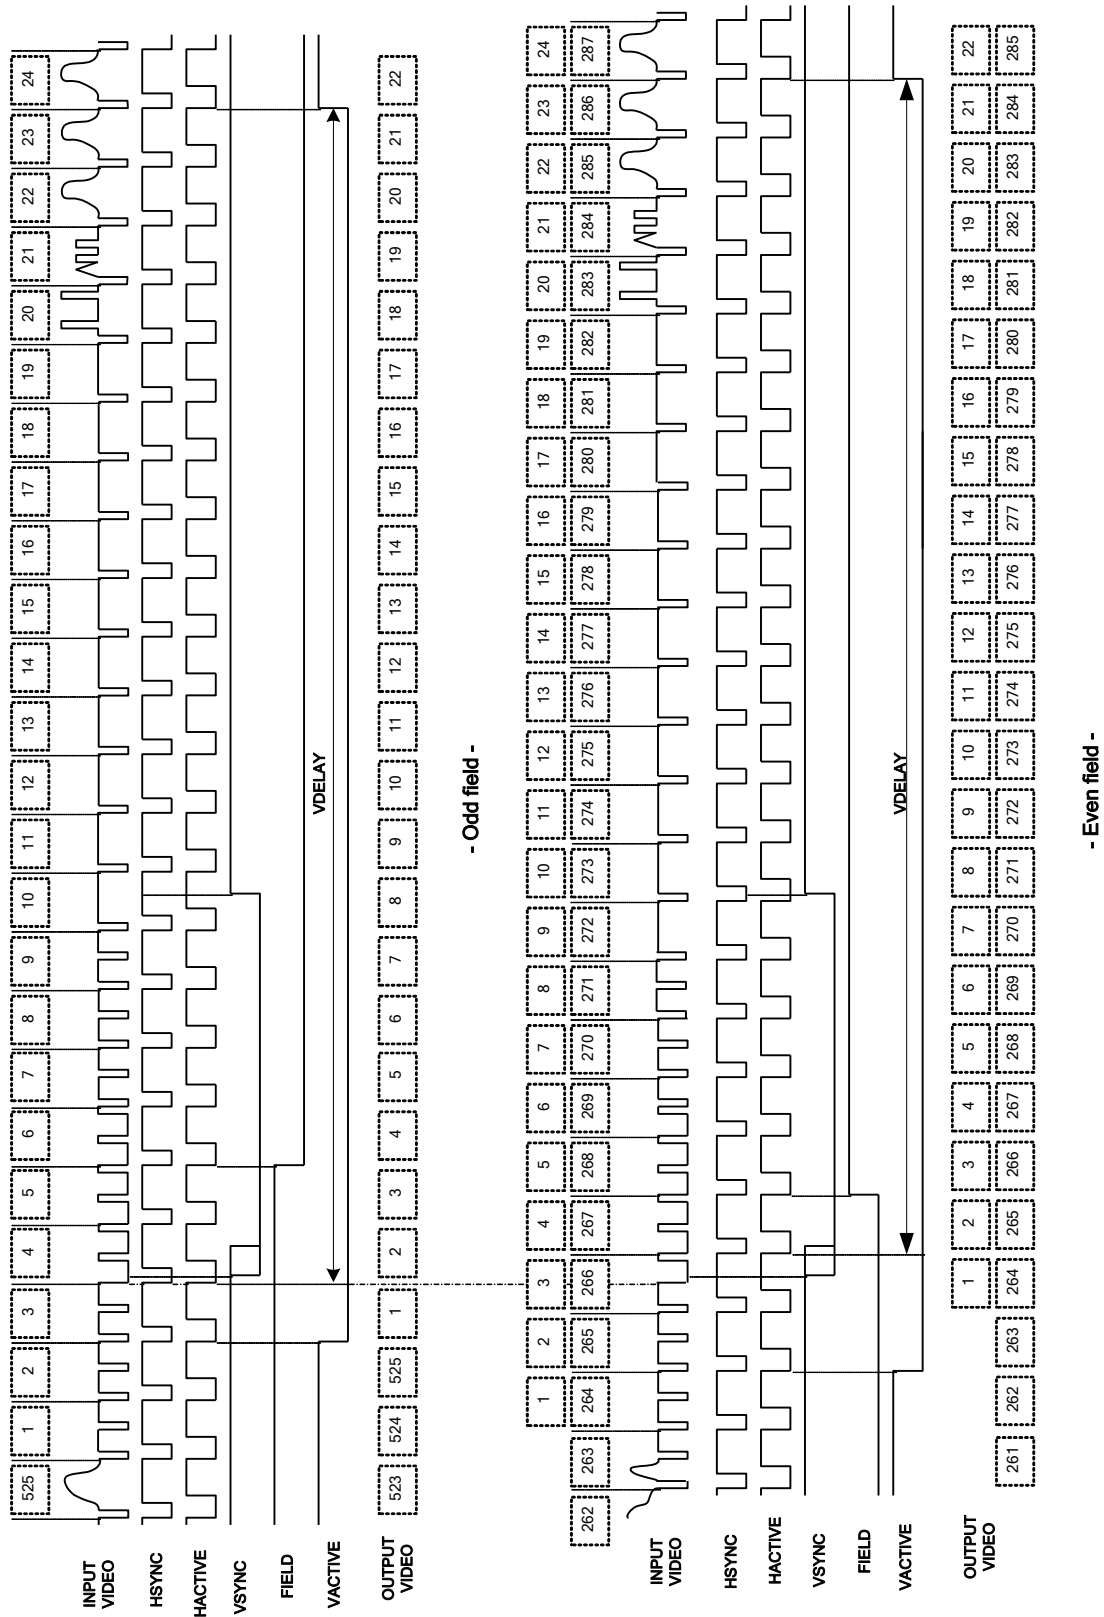 525 1 2 3 4 5 6 7 8 9 10 11 12 13 14 15 16 17 18 19 20 21 22 23 24
INPUT
VIDEO
HSYNC
HACTIVE
VSYNC
FIELD
VDELAY
VACTIVE
OUTPUT
VIDEO
523 524 525 1 2 3 4 5 6 7 8 9 10 11 12 13 14 15 16 17 18 19 20 21 22
- Odd field -
1 2 3 4 5 6 7 8 9 10 11 12 13 14 15 16 17 18 19 20 21 22 23 24
262 263 264 265 266 267 268 269 270 271 272 273 274 275 276 277 278 279 280 281 282 283 284 285 286 287
INPUT
VIDEO
HSYNC
HACTIVE
VSYNC
FIELD
VDELAY
VACTIVE
OUTPUT
VIDEO
1 2 3 4 5 6 7 8 9 10 11 12 13 14 15 16 17 18 19 20 21 22
261 262 263 264 265 266 267 268 269 270 271 272 273 274 275 276 277 278 279 280 281 282 283 284 285
- Even field -